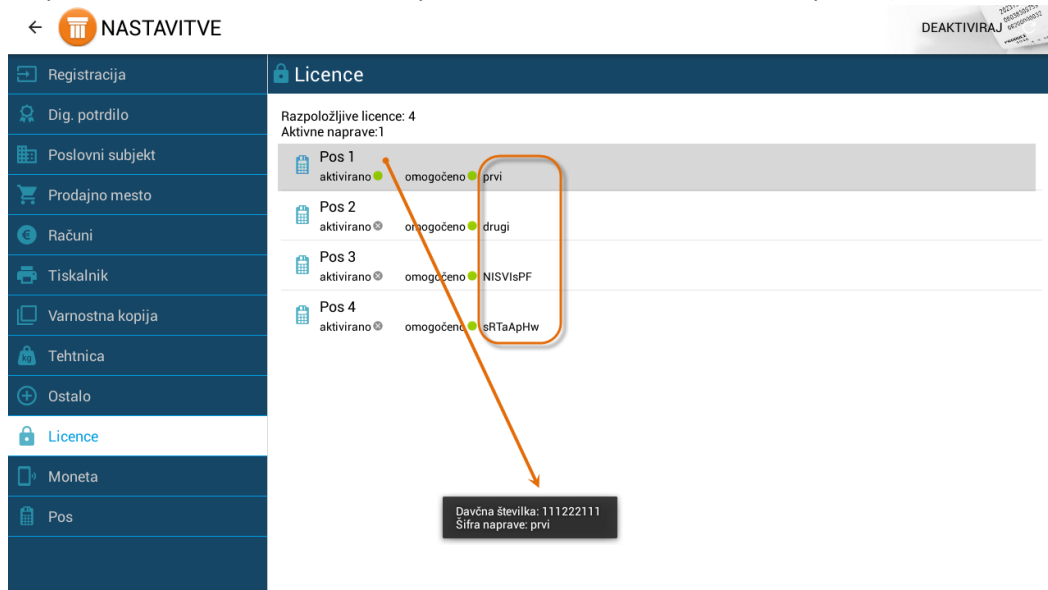 NASTAVITVE
DEAKTIVIRAJ
Registracija
Dig. potrdilo
Poslovni subjekt
Prodajno mesto
Računi
Tiskalnik
Varnostna kopija
Tehtnica
Ostalo
Licence
Moneta
Pos
Licence
Razpoložljive licence: 4
Aktivne naprave:1
Pos 1
aktivirano omogočeno prvi
Pos 2
aktivirano omogočeno drugi
Pos 3
aktivirano omogočeno NISVIsPF
Pos 4
aktivirano omogočeno sRTaApHw
Davčna številka: 111222111
Šifra naprave: prvi